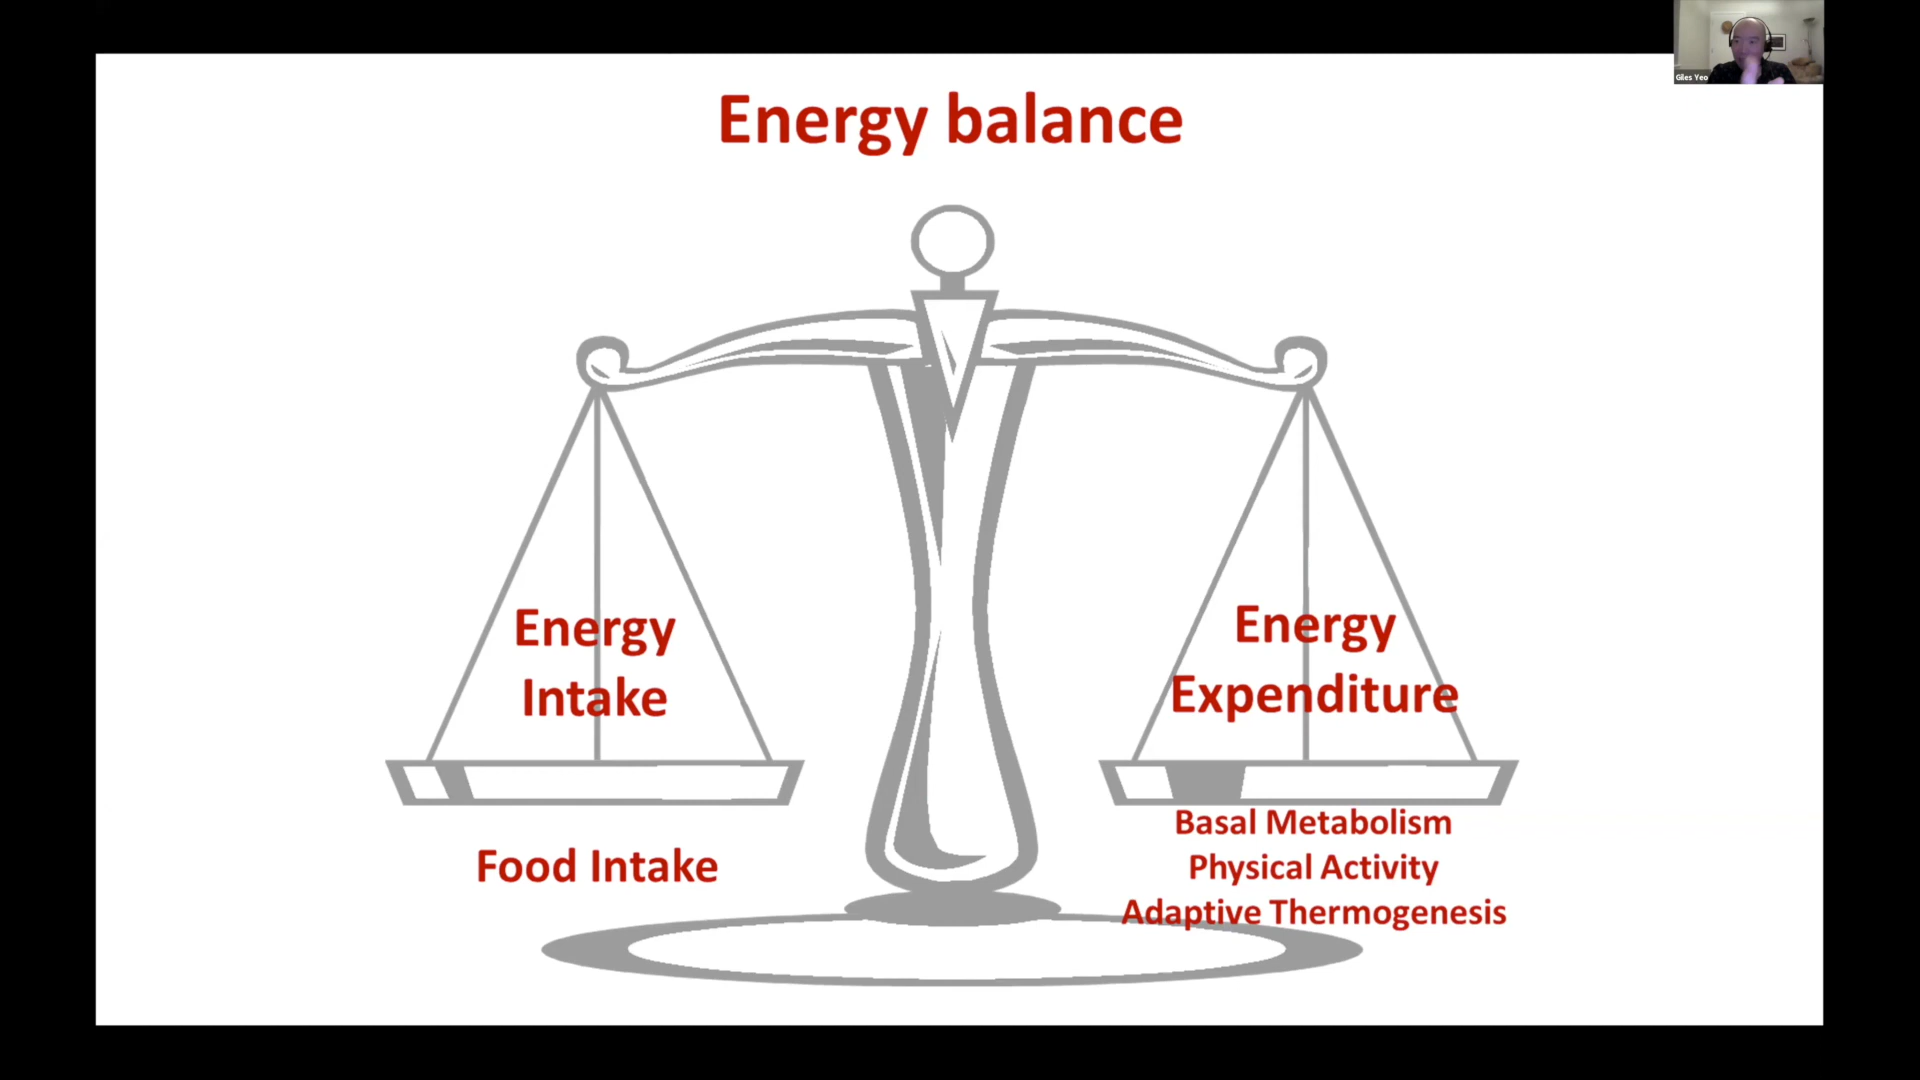 Energy balance
Giles Yeo
Energy
Intake
Energy
Expenditure
Food Intake
Basal Metabolism
Physical Activity
Adaptive Thermogenesis